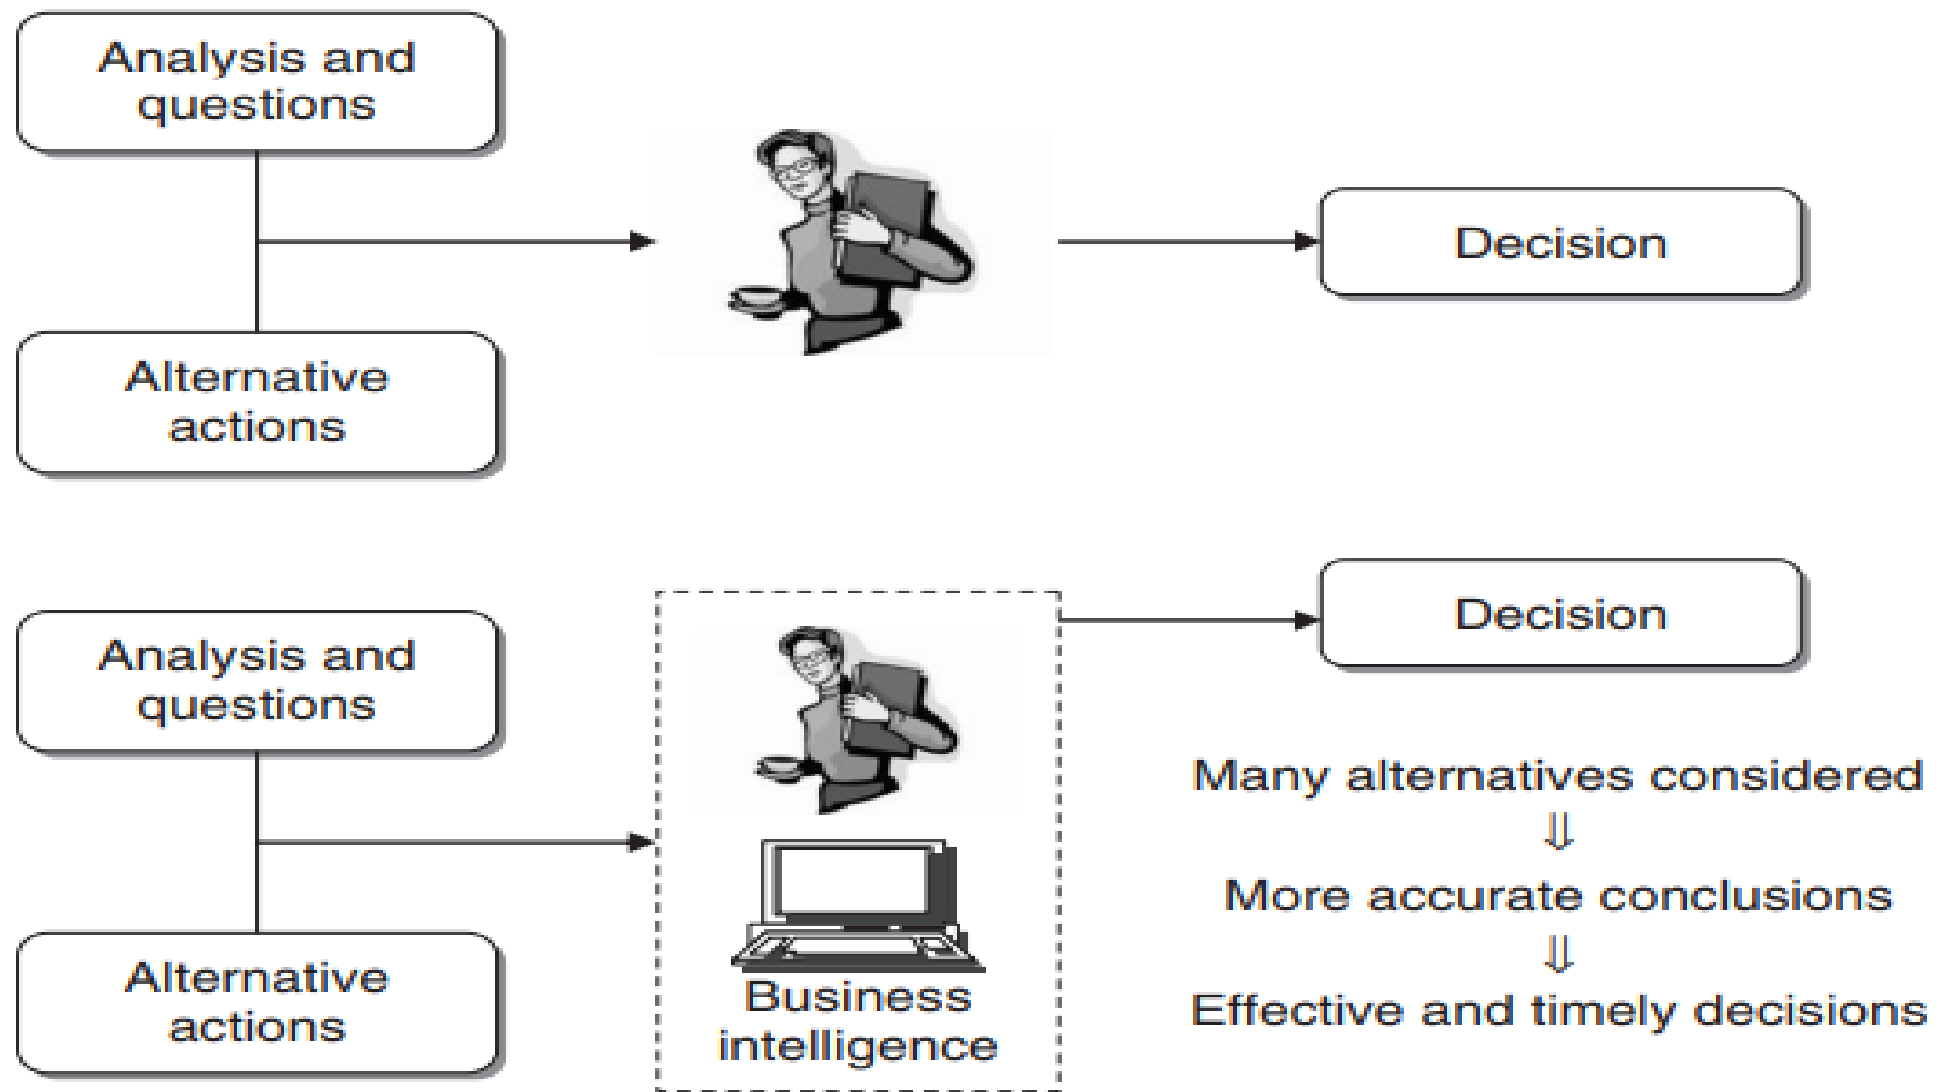 Analysis and
questions
Alternative
actions
Decision
Analysis and
questions
Alternative
actions
Business
intelligence
Decision
Many alternatives considered
⇓
More accurate conclusions
⇓
Effective and timely decisions